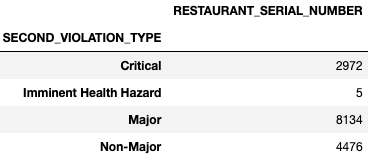 RESTAURANT_SERIAL_NUMBER
SECOND_VIOLATION_TYPE
Critical 2972
Imminent Health Hazard 5
Major 8134
Non-Major 4476